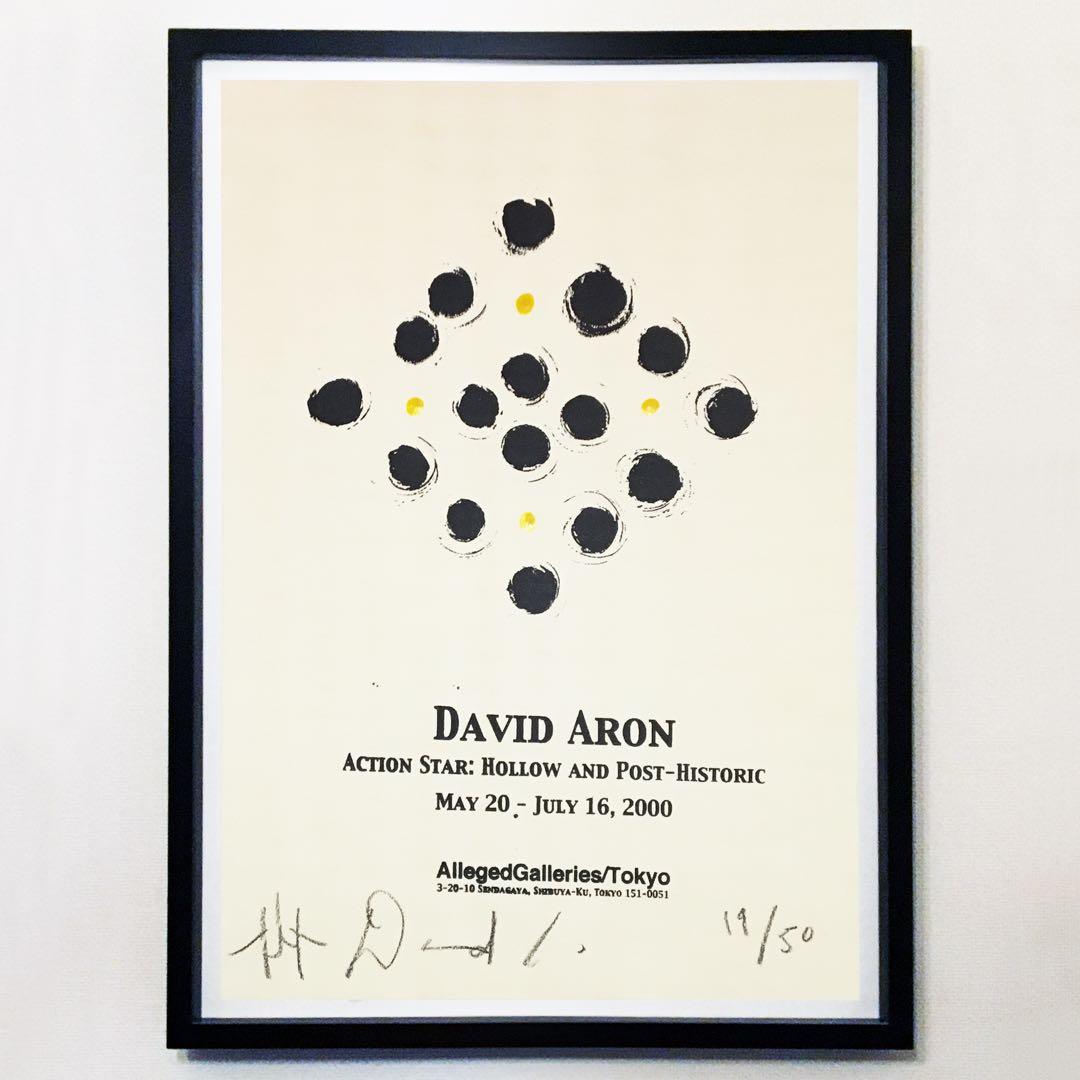 David Aron
Action Star: Hollow and Post-Historic
May 20 - July 16, 2000
AllegedGalleries/Tokyo
3-20-10 Sendagaya, Shibuya-Ku, Tokyo 151-0051
19/50